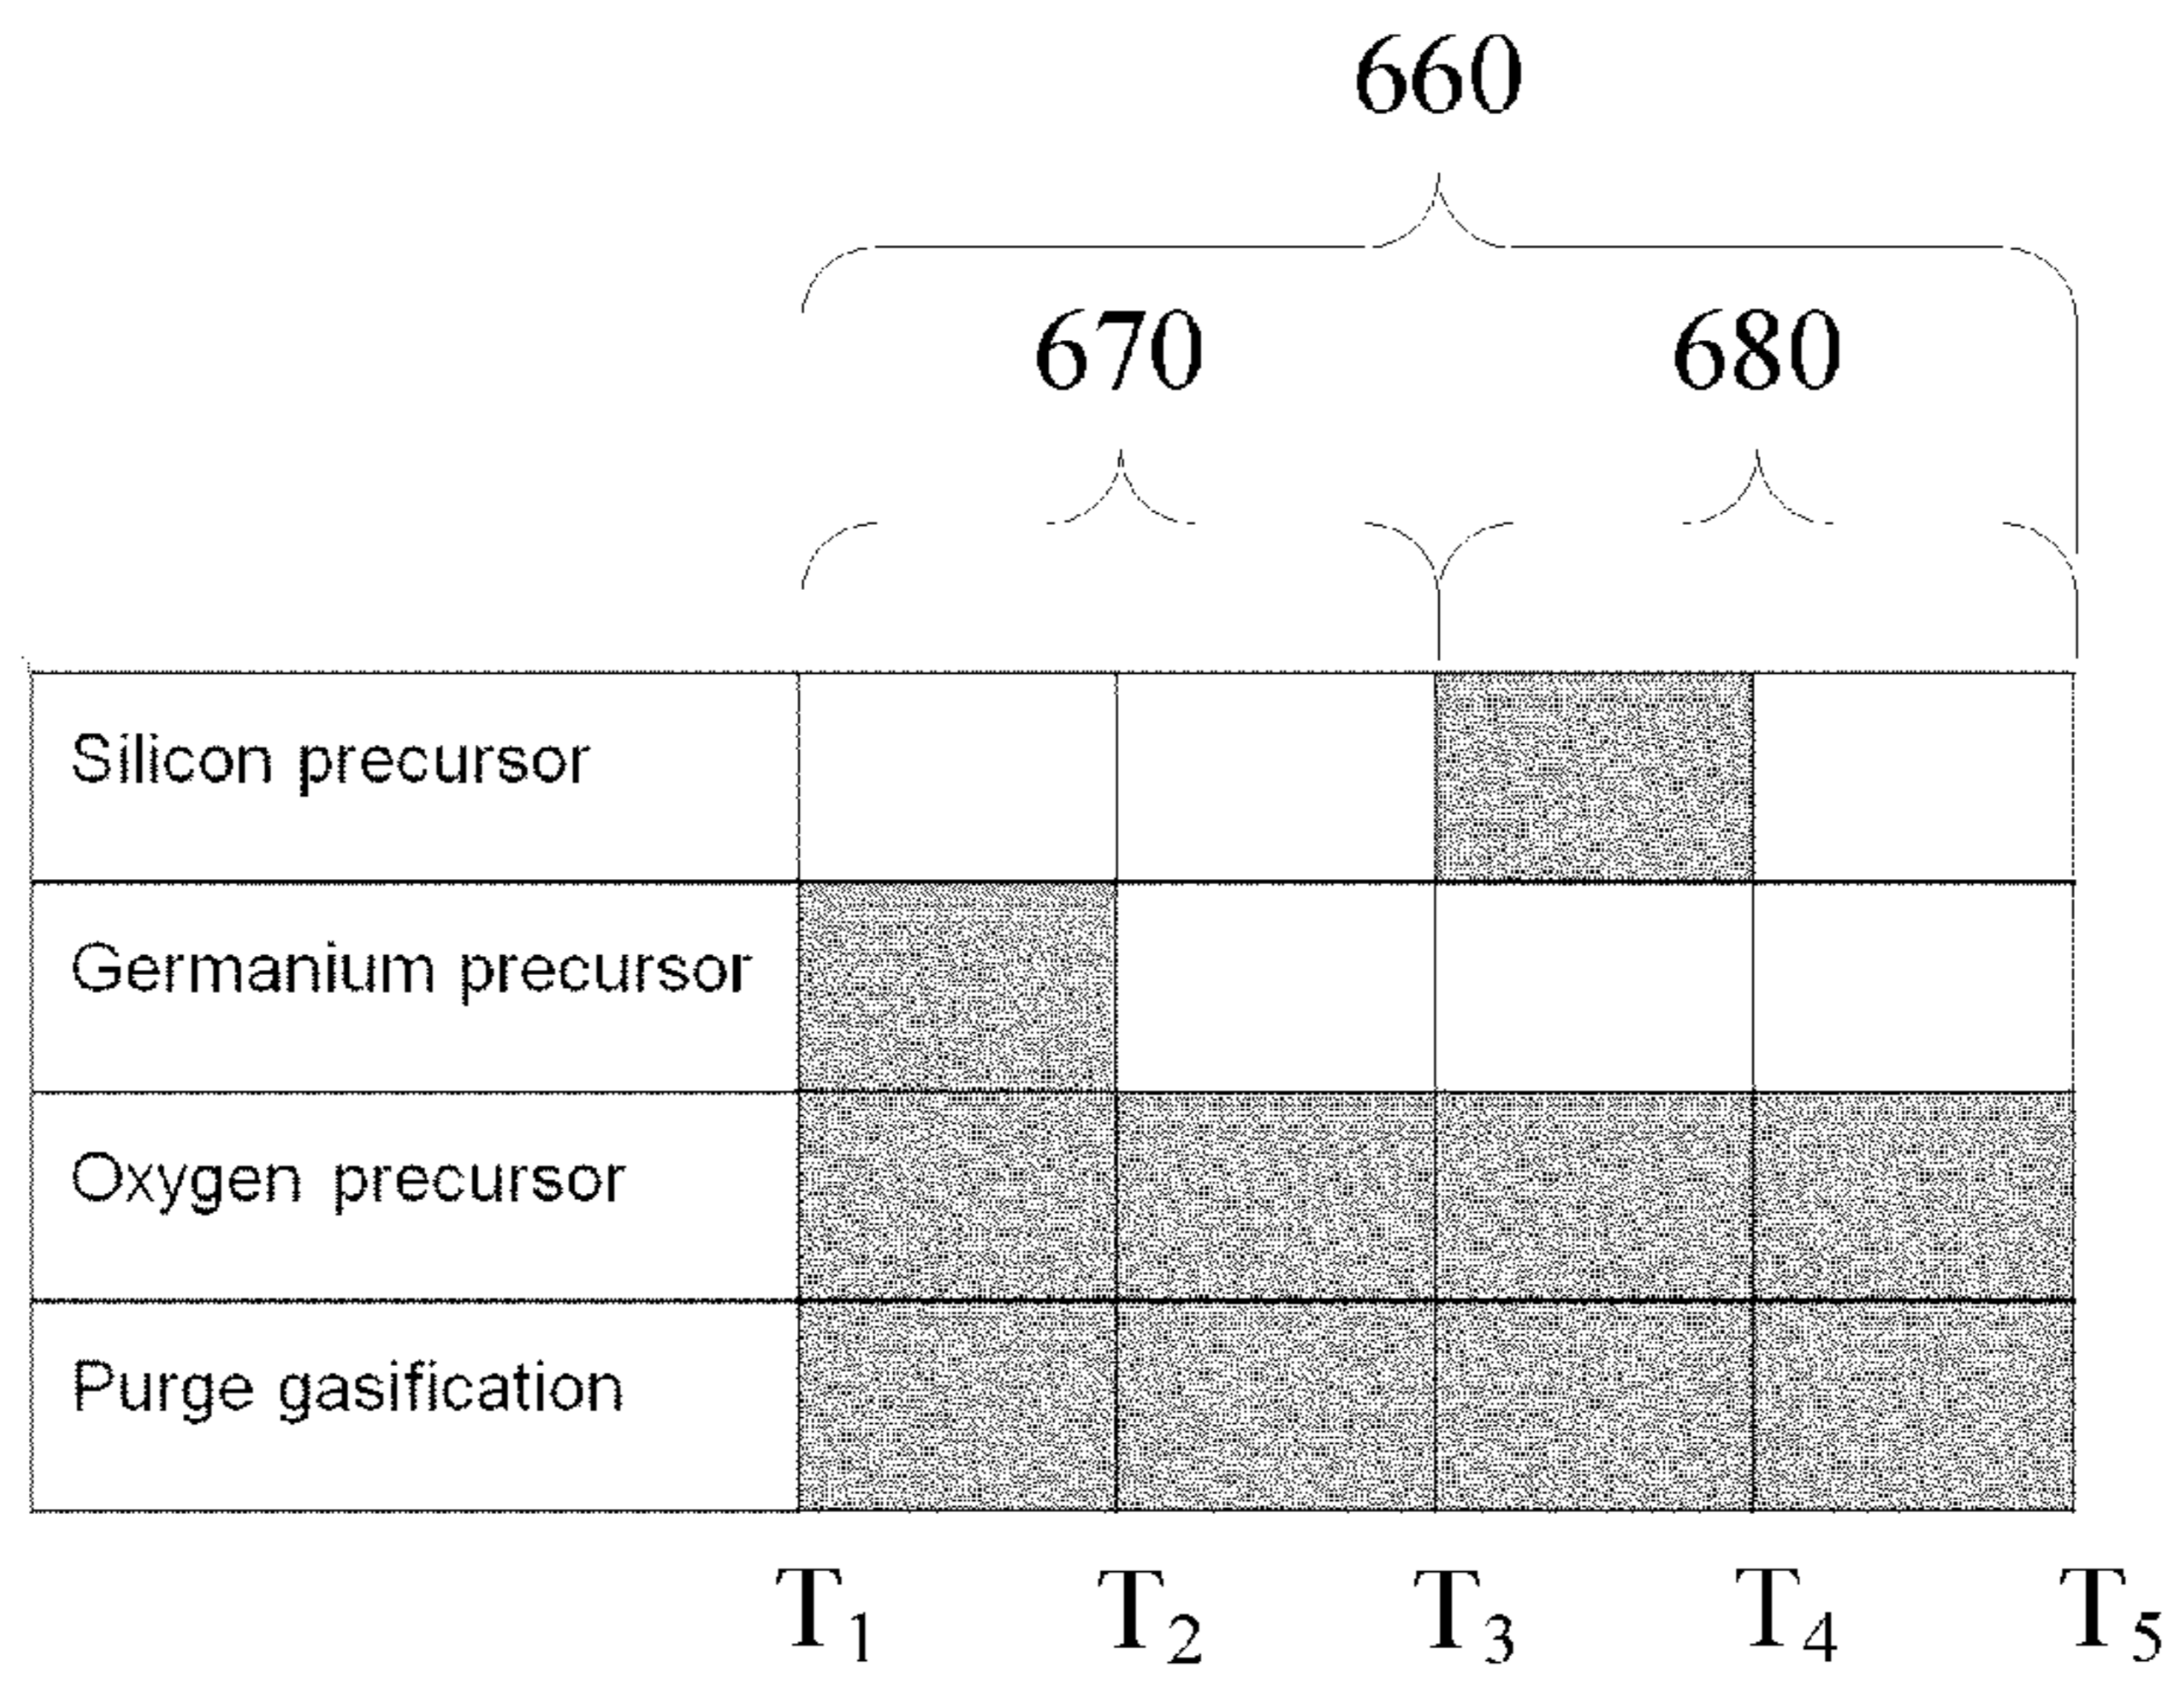 660
670 680
Silicon precursor
Germanium precursor
Oxygen precursor
Purge gasification
T1 T2 T3 T4 T5